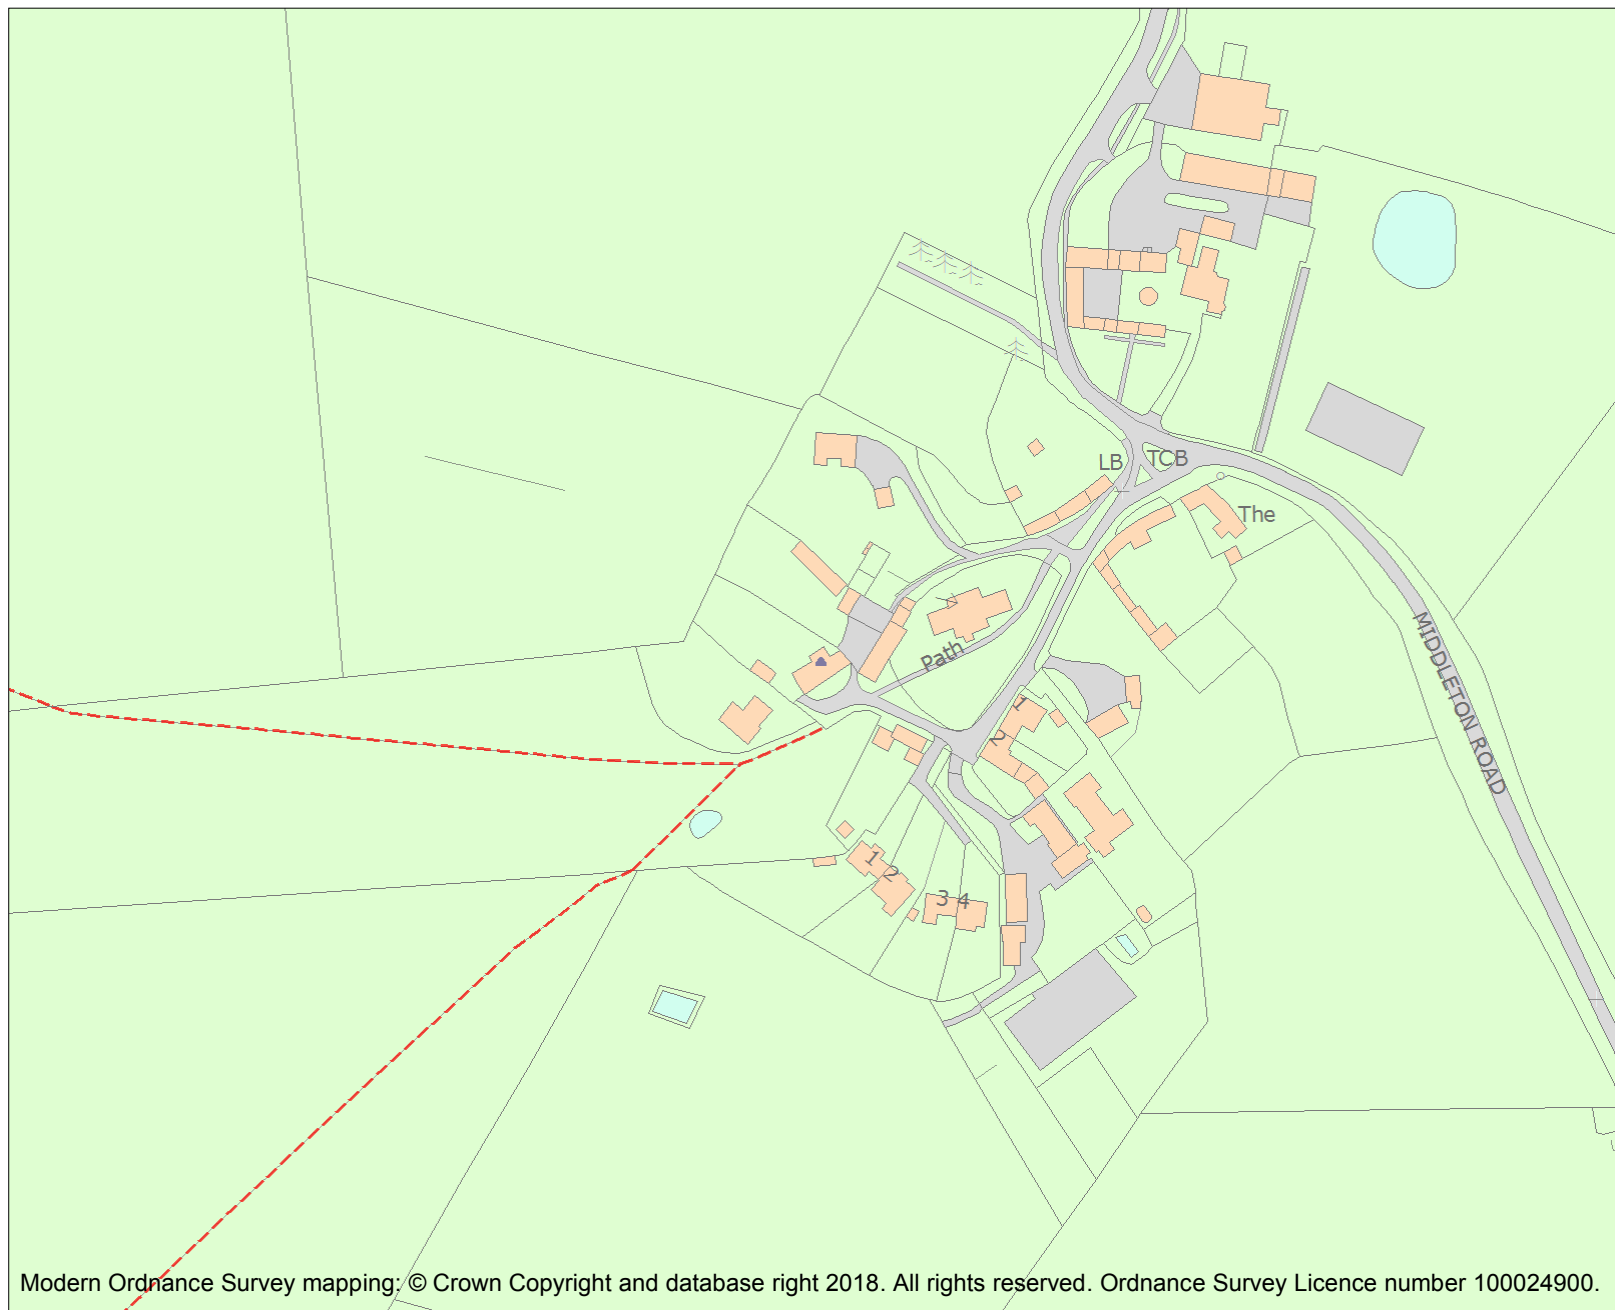 LB
TCB
The
Path
MIDDLETON ROAD
1
2
1
2
3
4
Modern Ordnance Survey mapping: © Crown Copyright and database right 2018. All rights reserved. Ordnance Survey Licence number 100024900.